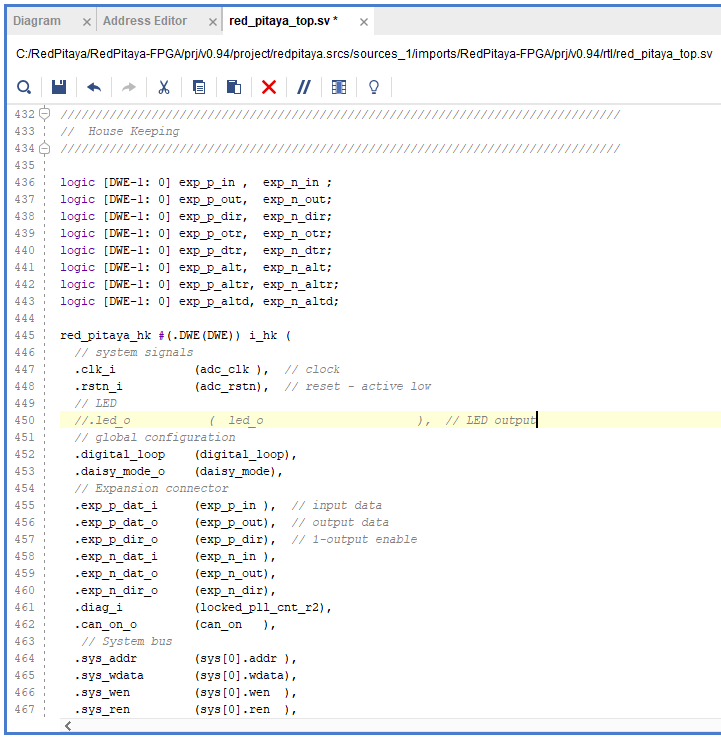 Diagram × Address Editor × red_pitaya_top.sv * ×
C:/RedPitaya/RedPitaya-FPGA/prj/v0.94/project/redpitaya.srcs/sources_1/imports/RedPitaya-FPGA/prj/v0.94/rtl/red_pitaya_top.sv
432 ////////////////////////////////////////////////////////////////////////////////
433 //  House Keeping
434 ////////////////////////////////////////////////////////////////////////////////
435
436 logic [DWE-1: 0] exp_p_in ,  exp_n_in ;
437 logic [DWE-1: 0] exp_p_out,  exp_n_out;
438 logic [DWE-1: 0] exp_p_dir,  exp_n_dir;
439 logic [DWE-1: 0] exp_p_otr,  exp_n_otr;
440 logic [DWE-1: 0] exp_p_dtr,  exp_n_dtr;
441 logic [DWE-1: 0] exp_p_alt,  exp_n_alt;
442 logic [DWE-1: 0] exp_p_altr, exp_n_altr;
443 logic [DWE-1: 0] exp_p_altd, exp_n_altd;
444
445 red_pitaya_hk #(.DWE(DWE)) i_hk (
446   // system signals
447   .clk_i           (adc_clk ),  // clock
448   .rstn_i          (adc_rstn),  // reset - active low
449   // LED
450   //.led_o           (  led_o                      ),  // LED output
451   // global configuration
452   .digital_loop    (digital_loop),
453   .daisy_mode_o    (daisy_mode),
454   // Expansion connector
455   .exp_p_dat_i     (exp_p_in ),  // input data
456   .exp_p_dat_o     (exp_p_out),  // output data
457   .exp_p_dir_o     (exp_p_dir),  // 1-output enable
458   .exp_n_dat_i     (exp_n_in ),
459   .exp_n_dat_o     (exp_n_out),
460   .exp_n_dir_o     (exp_n_dir),
461   .diag_i          (locked_pll_cnt_r2),
462   .can_on_o        (can_on   ),
463    // System bus
464   .sys_addr        (sys[0].addr ),
465   .sys_wdata       (sys[0].wdata),
466   .sys_wen         (sys[0].wen  ),
467   .sys_ren         (sys[0].ren  ),